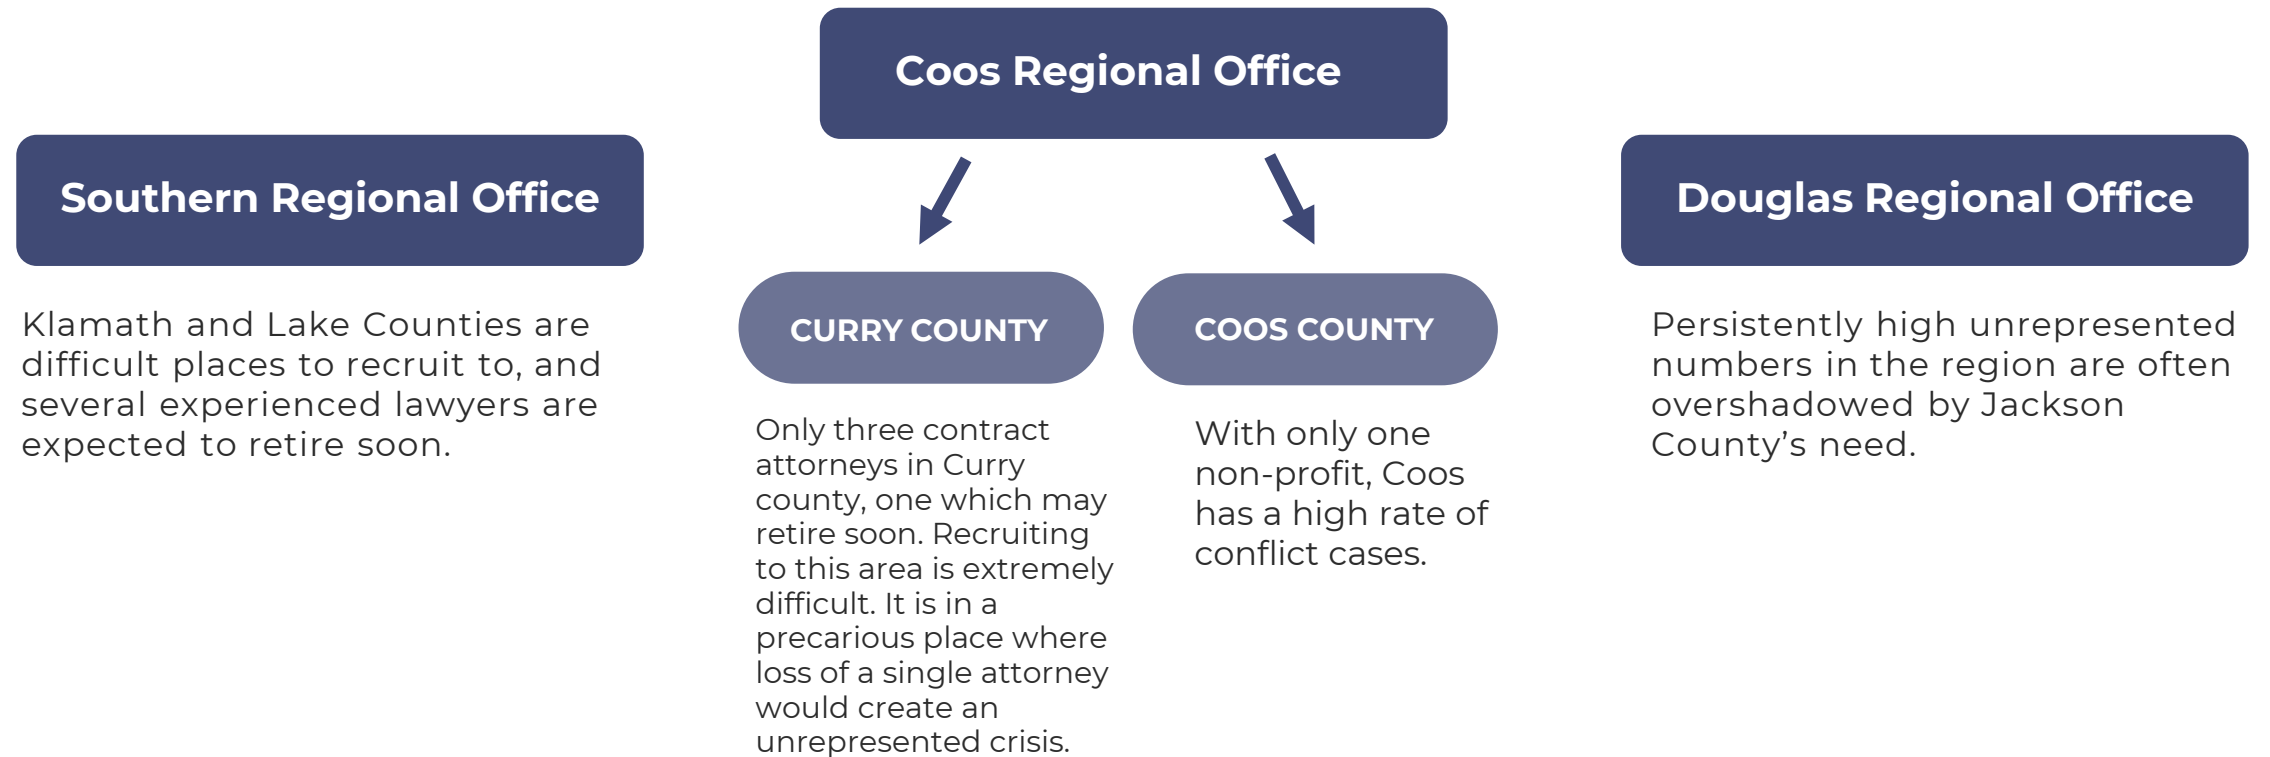 Coos Regional Office
Southern Regional Office
Klamath and Lake Counties are
difficult places to recruit to, and
several experienced lawyers are
expected to retire soon.
CURRY COUNTY
Only three contract
attorneys in Curry
county, one which may
retire soon. Recruiting
to this area is extremely
difficult. It is in a
precarious place where
loss of a single attorney
would create an
unrepresented crisis.
COOS COUNTY
With only one
non-profit, Coos
has a high rate of
conflict cases.
Douglas Regional Office
Persistently high unrepresented
numbers in the region are often
overshadowed by Jackson
County’s need.